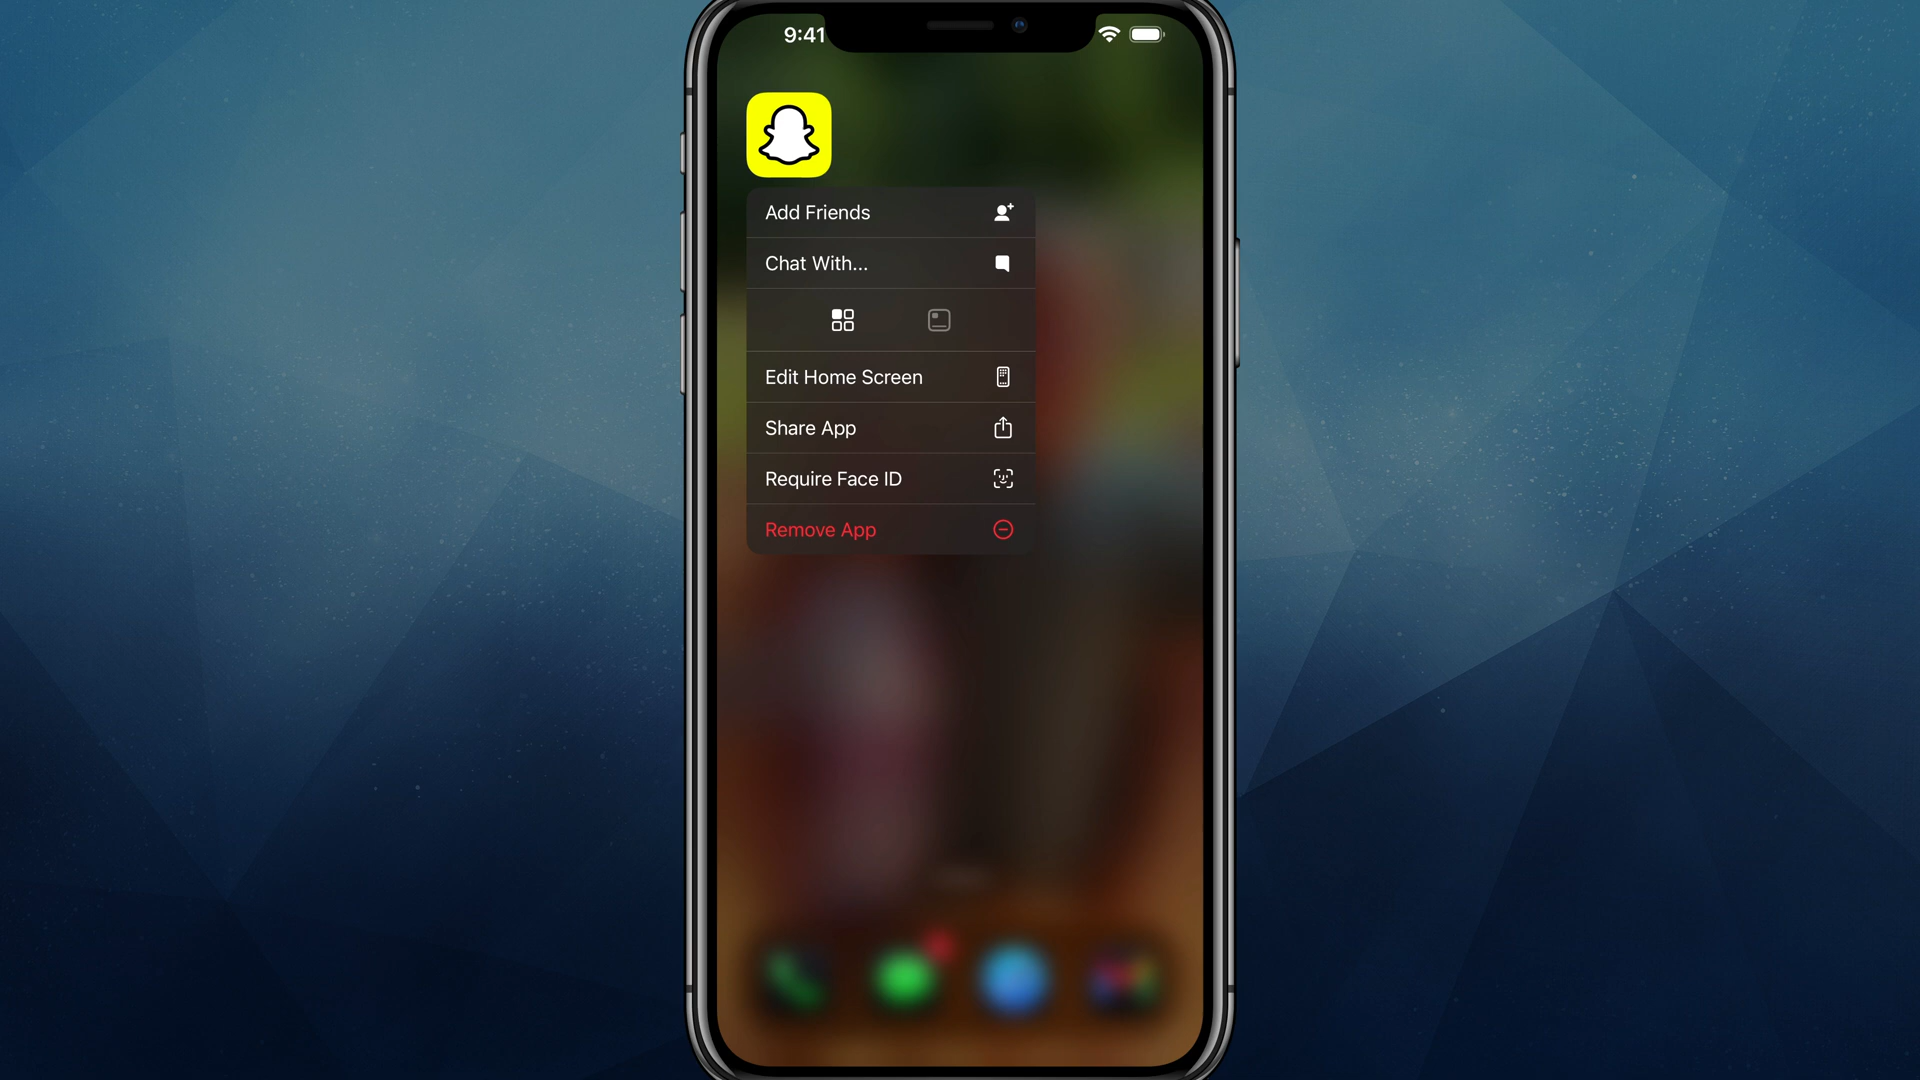 9:41
Add Friends
Chat With...
Edit Home Screen
Share App
Require Face ID
Remove App